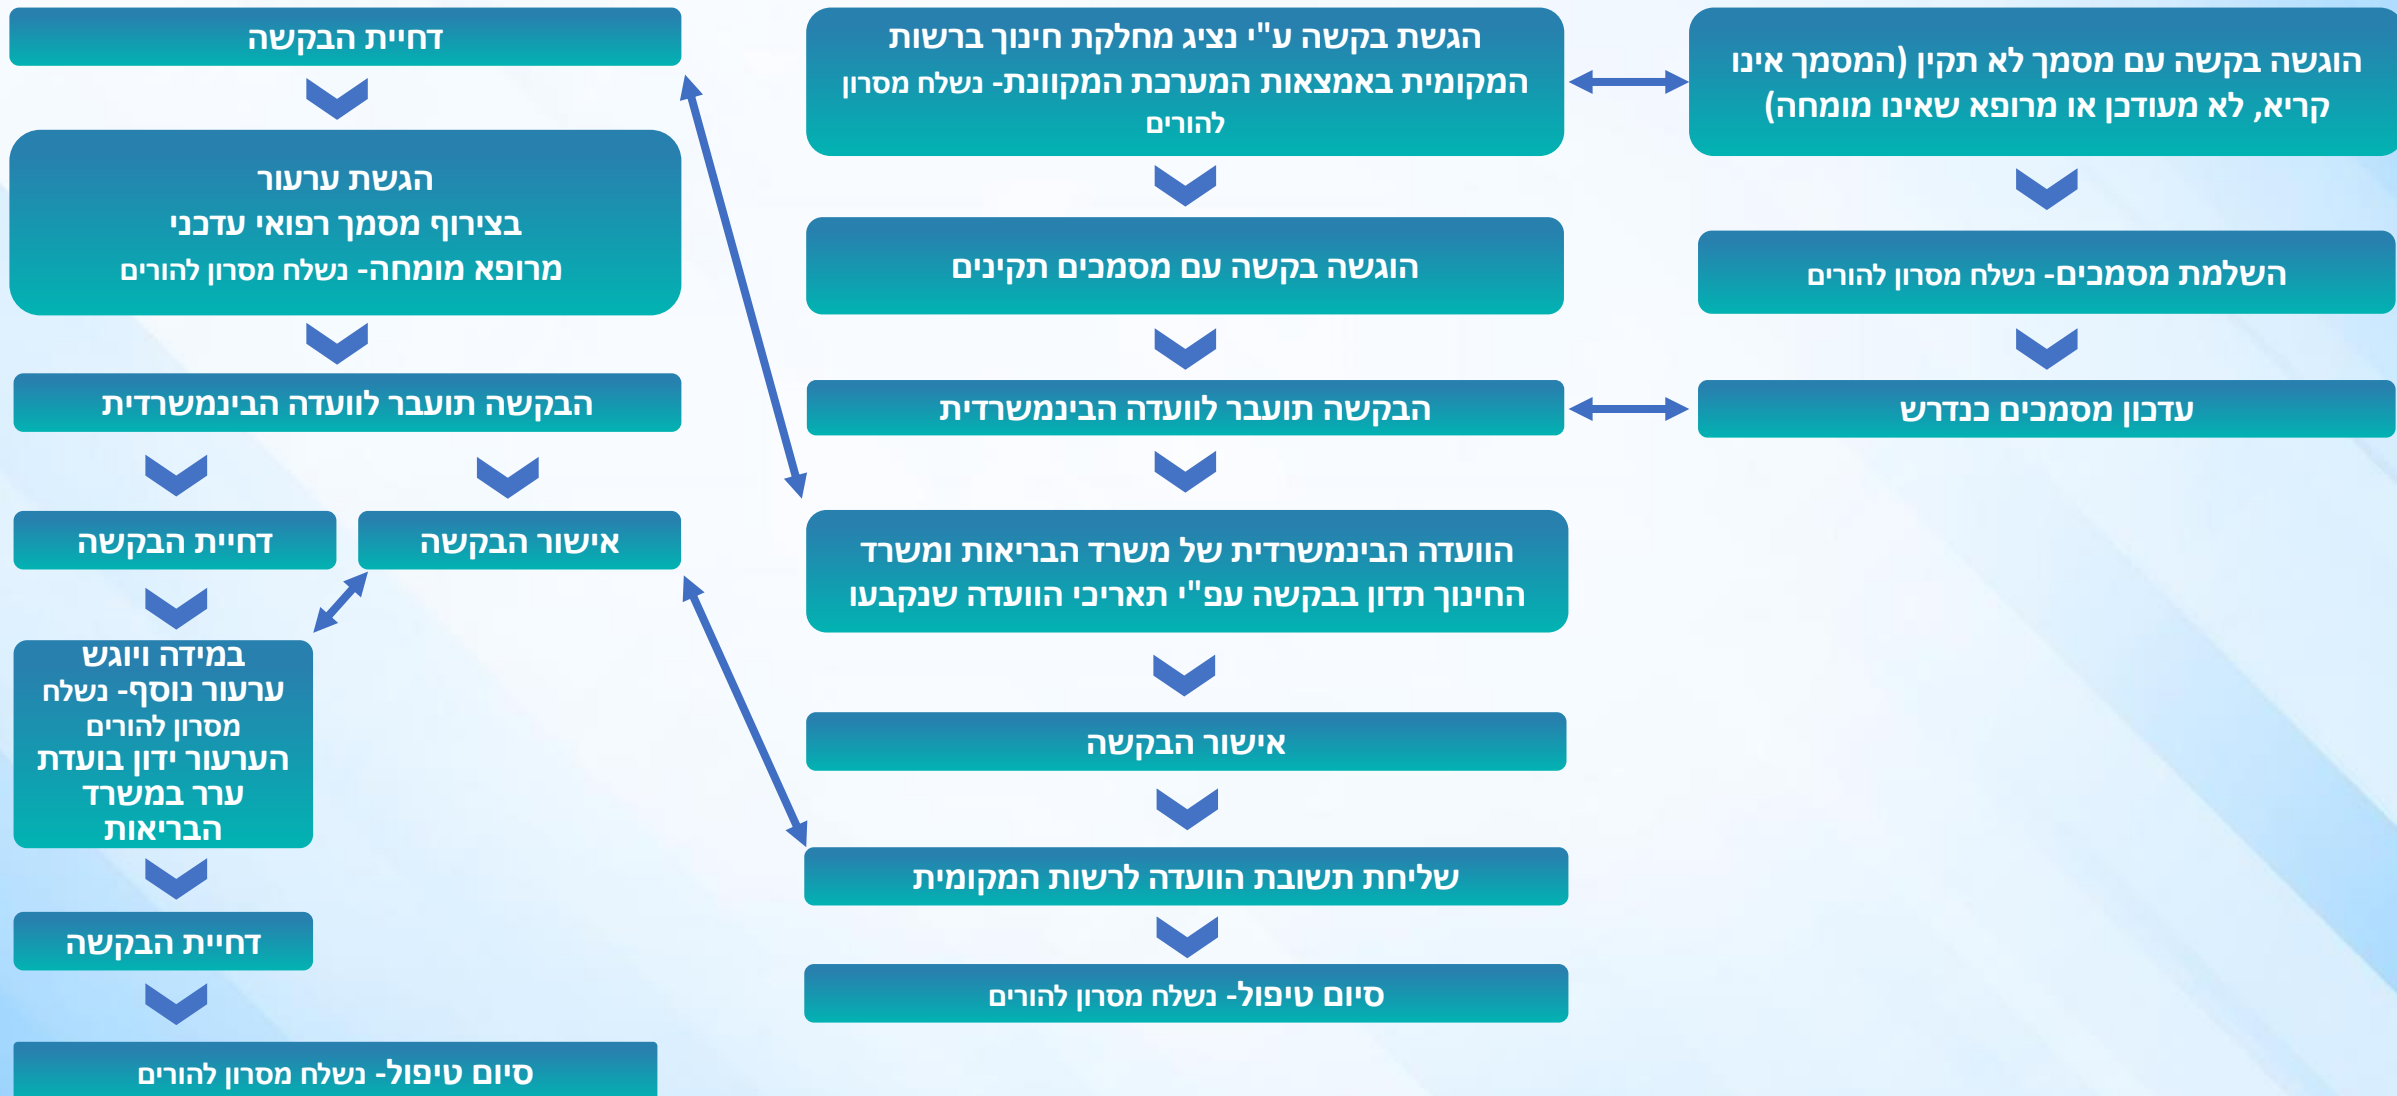 הוגשה בקשה עם מסמך לא תקין (המסמך אינו
קריא, לא מעודכן או מרופא שאינו מומחה)
השלמת מסמכים- נשלח מסרון להורים
עדכון מסמכים כנדרש
הגשת בקשה ע"י נציג מחלקת חינוך ברשות
המקומית באמצאות המערכת המקוונת- נשלח מסרון
להורים
הוגשה בקשה עם מסמכים תקינים
הבקשה תועבר לוועדה הבינמשרדית
הוועדה הבינמשרדית של משרד הבריאות ומשרד
החינוך תדון בבקשה עפ"י תאריכי הוועדה שנקבעו
אישור הבקשה
שליחת תשובת הוועדה לרשות המקומית
סיום טיפול- נשלח מסרון להורים
דחיית הבקשה
הגשת ערעור
בצירוף מסמך רפואי עדכני
מרופא מומחה- נשלח מסרון להורים
הבקשה תועבר לוועדה הבינמשרדית
אישור הבקשה
דחיית הבקשה
במידה ויוגש
ערעור נוסף- נשלח
מסרון להורים
הערעור ידון בועדת
ערר במשרד
הבריאות
דחיית הבקשה
סיום טיפול- נשלח מסרון להורים